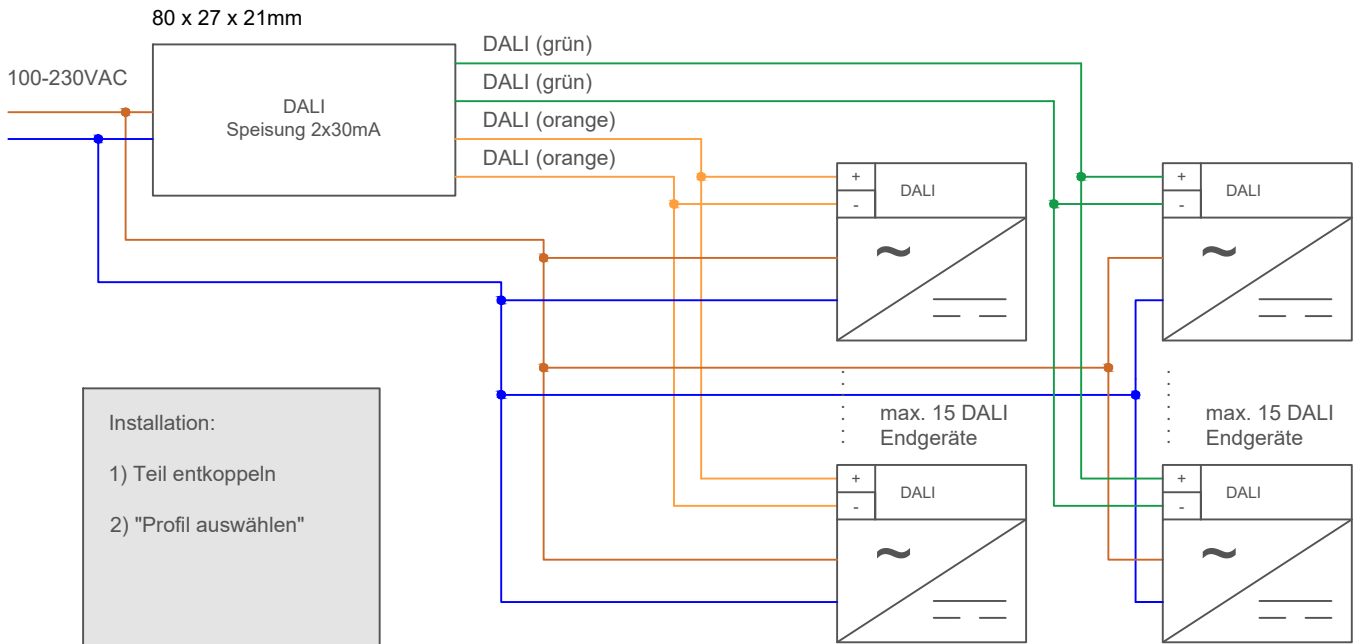 80 x 27 x 21mm
100-230VAC
DALI
Speisung 2x30mA
DALI (grün)
DALI (grün)
DALI (orange)
DALI (orange)
+
-
DALI
~
+
-
DALI
~
max. 15 DALI
Endgeräte
max. 15 DALI
Endgeräte
+
-
DALI
~
+
-
DALI
~
Installation:
1) Teil entkoppeln
2) "Profil auswählen"